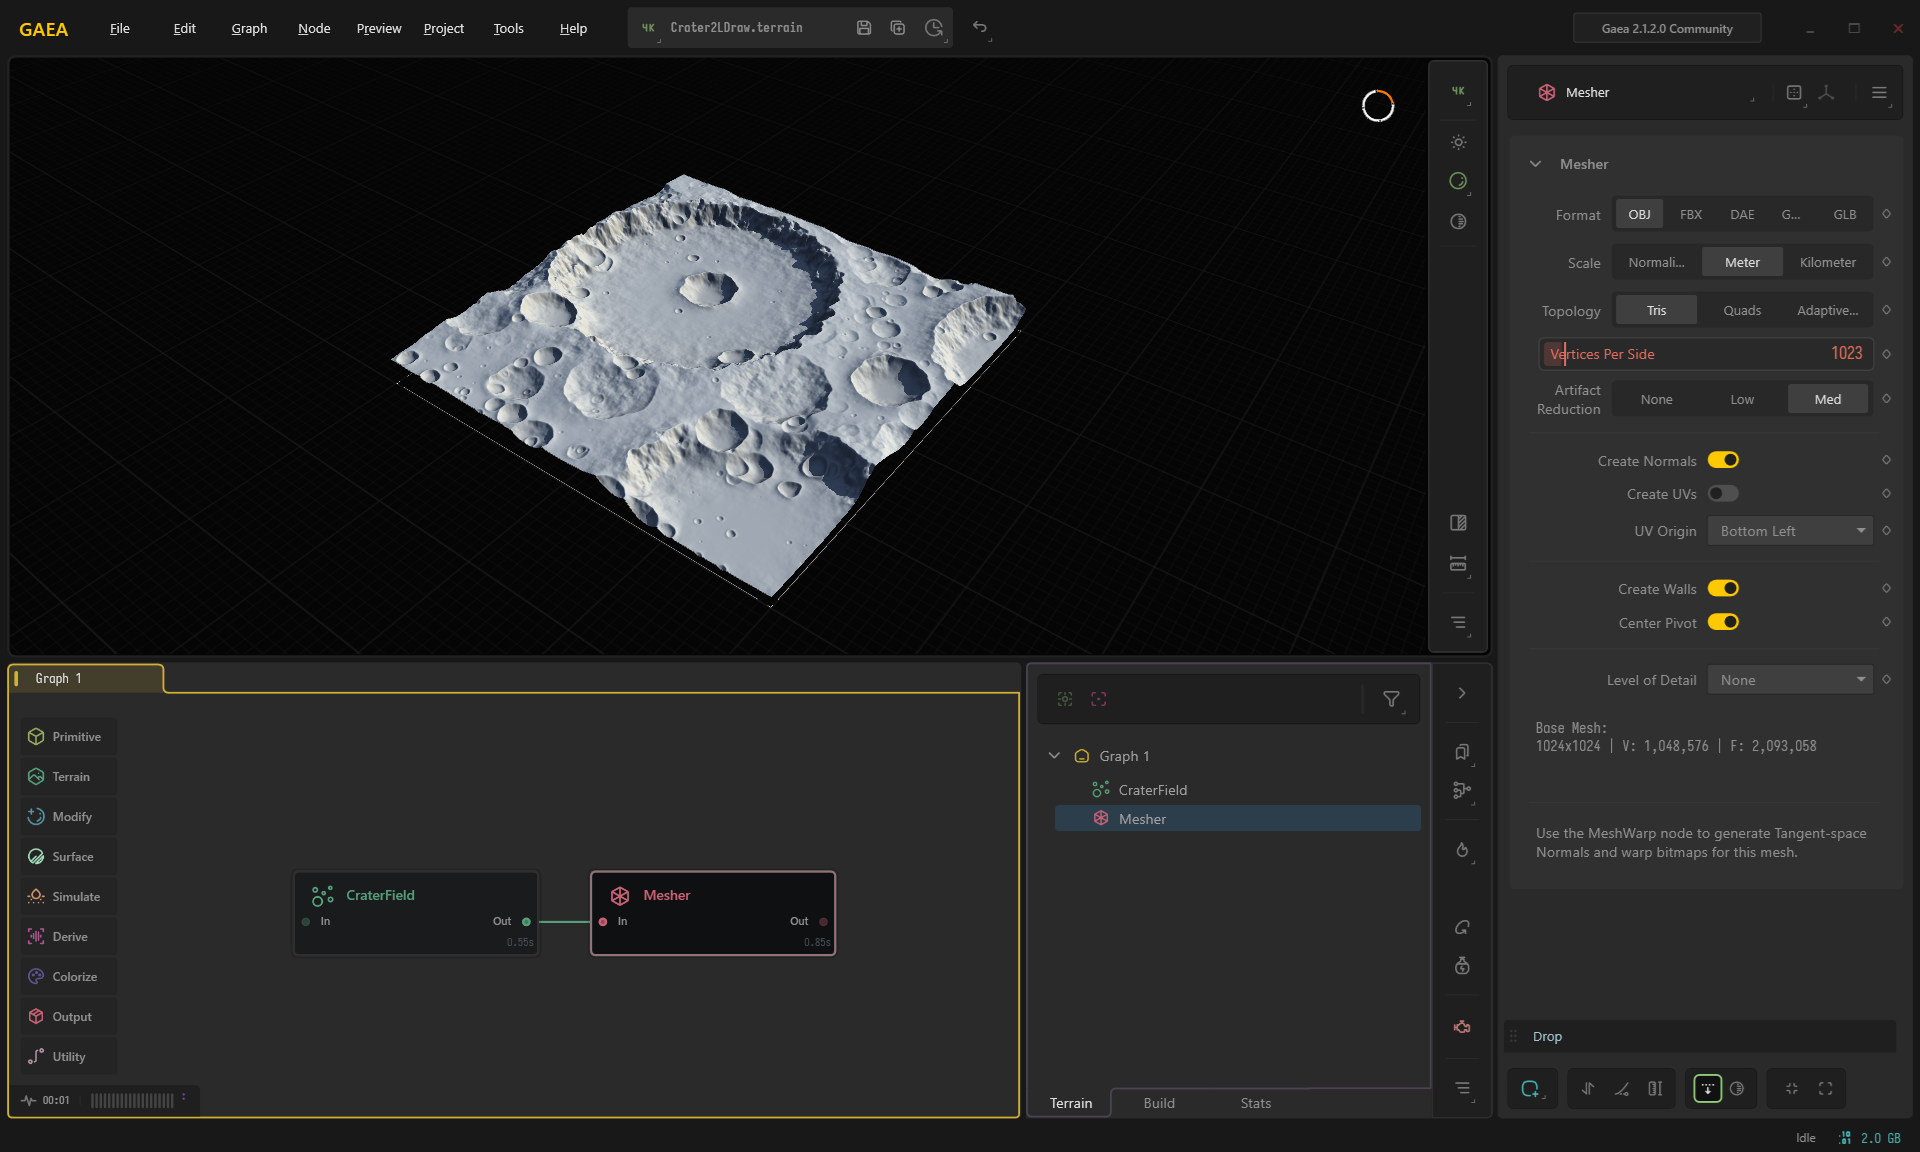 GAEA File Edit Graph Node Preview Project Tools Help 4K Crater2LDraw.terrain Gaea 2.1.2.0 Community
4K
Mesher
Mesher
Format OBJ FBX DAE G... GLB
Scale Normali... Meter Kilometer
Topology Tris Quads Adaptive...
Vertices Per Side 1023
Artifact Reduction None Low Med
Create Normals
Create UVs
UV Origin Bottom Left
Create Walls
Center Pivot
Level of Detail None
Base Mesh:
1024x1024 | V: 1,048,576 | F: 2,093,058
Use the MeshWarp node to generate Tangent-space
Normals and warp bitmaps for this mesh.
Drop
Graph 1
Primitive
Terrain
Modify
Surface
Simulate
Derive
Colorize
Output
Utility
CraterField
In Out
0.55s
Mesher
In Out
0.85s
00:01
Graph 1
CraterField
Mesher
Terrain Build Stats
Idle 2.0 GB